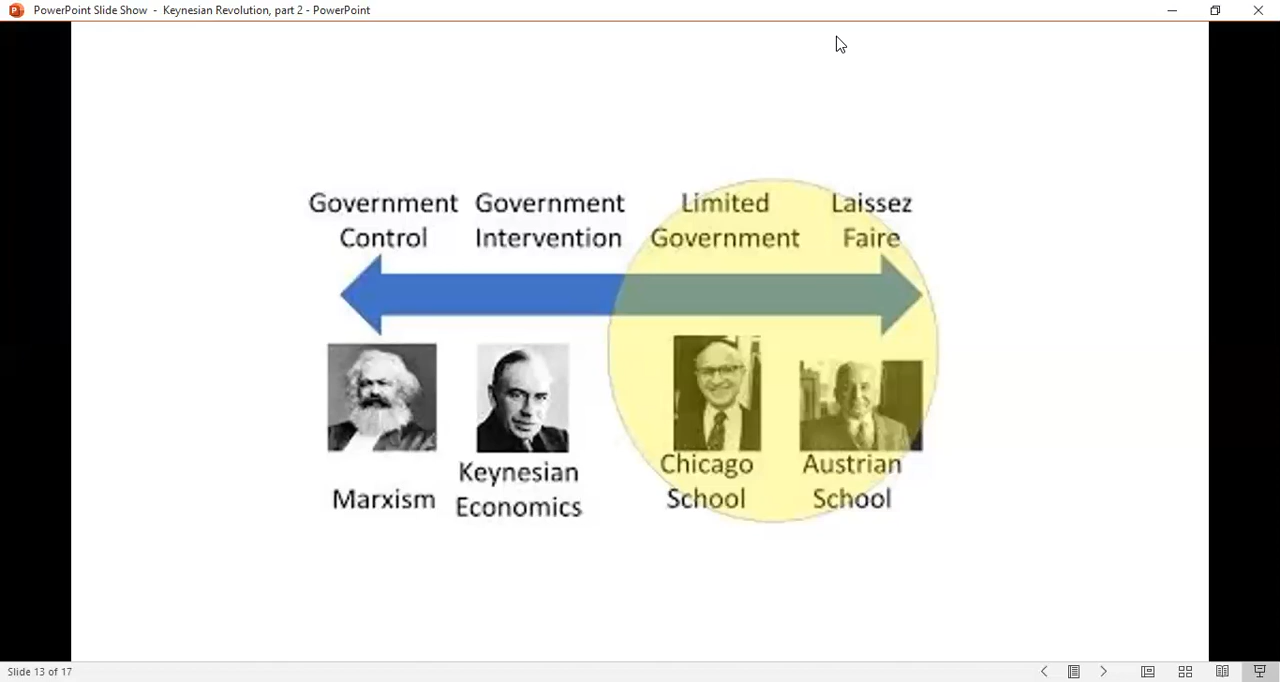 PowerPoint Slide Show - Keynesian Revolution, part 2 - PowerPoint
Government Government Limited Laissez
Control Intervention Government Faire
Marxism
Keynesian
Economics
Chicago
School
Austrian
School
Slide 13 of 17